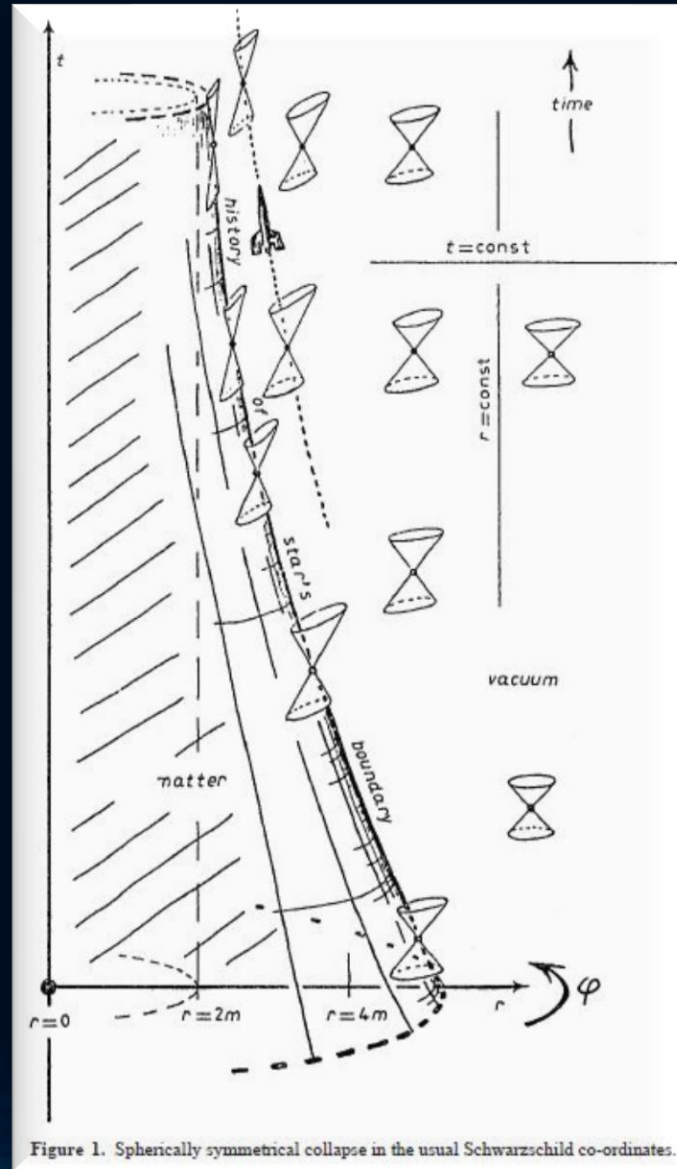 t
time
history
t=const
r=const
of
star's
vacuum
boundary
matter
r=0
r=2m
r=4m
r
φ
Figure 1. Spherically symmetrical collapse in the usual Schwarzschild co-ordinates.